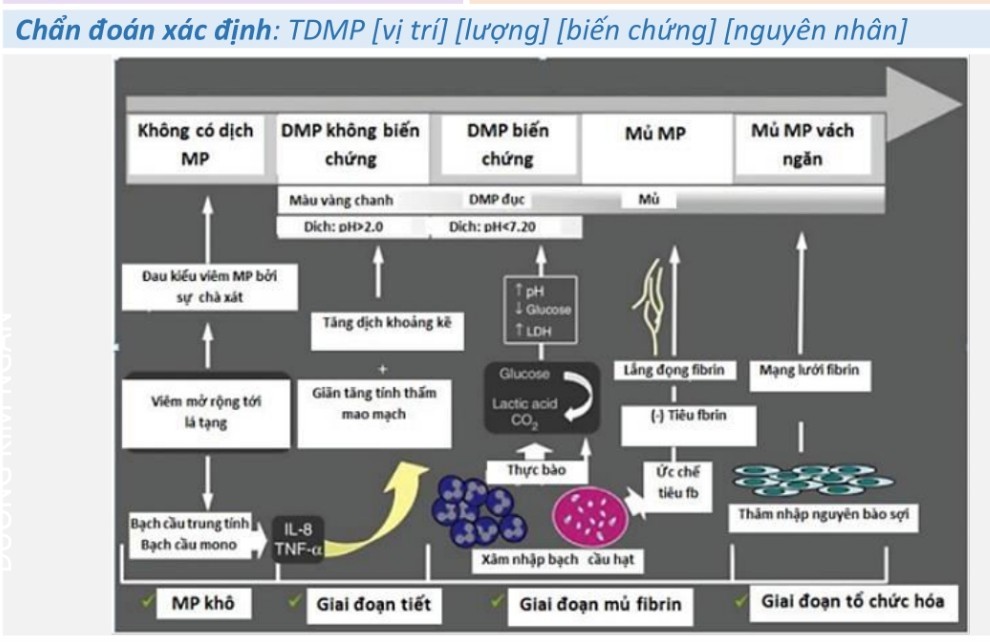 Chẩn đoán xác định: TDMP [vị trí] [lượng] [biến chứng] [nguyên nhân]
Không có dịch
MP
DMP không biến
chứng
DMP biến
chứng
Mủ MP
Mủ MP vách
ngăn
Màu vàng chanh
DMP đục
Mủ
Dich: pH>2.0
Dich: pH<7.20
Đau kiểu viêm MP bởi
sự chà xát
Viêm mở rộng tới
lá tạng
Bạch cầu trung tính
Bạch cầu mono
IL-8
TNF-α
Tăng dịch khoảng kẽ
+
Giãn tăng tính thấm
mao mạch
↑ pH
↓ Glucose
↑ LDH
Glucose
Lactic acid
CO2
Thực bào
Xâm nhập bạch cầu hạt
Lắng đọng fibrin
(-) Tiêu fbrin
Ức chế
tiêu fb
Mạng lưới fibrin
Thâm nhập nguyên bào sợi
✓ MP khô
✓ Giai đoạn tiết
✓ Giai đoạn mủ fibrin
✓ Giai đoạn tổ chức hóa